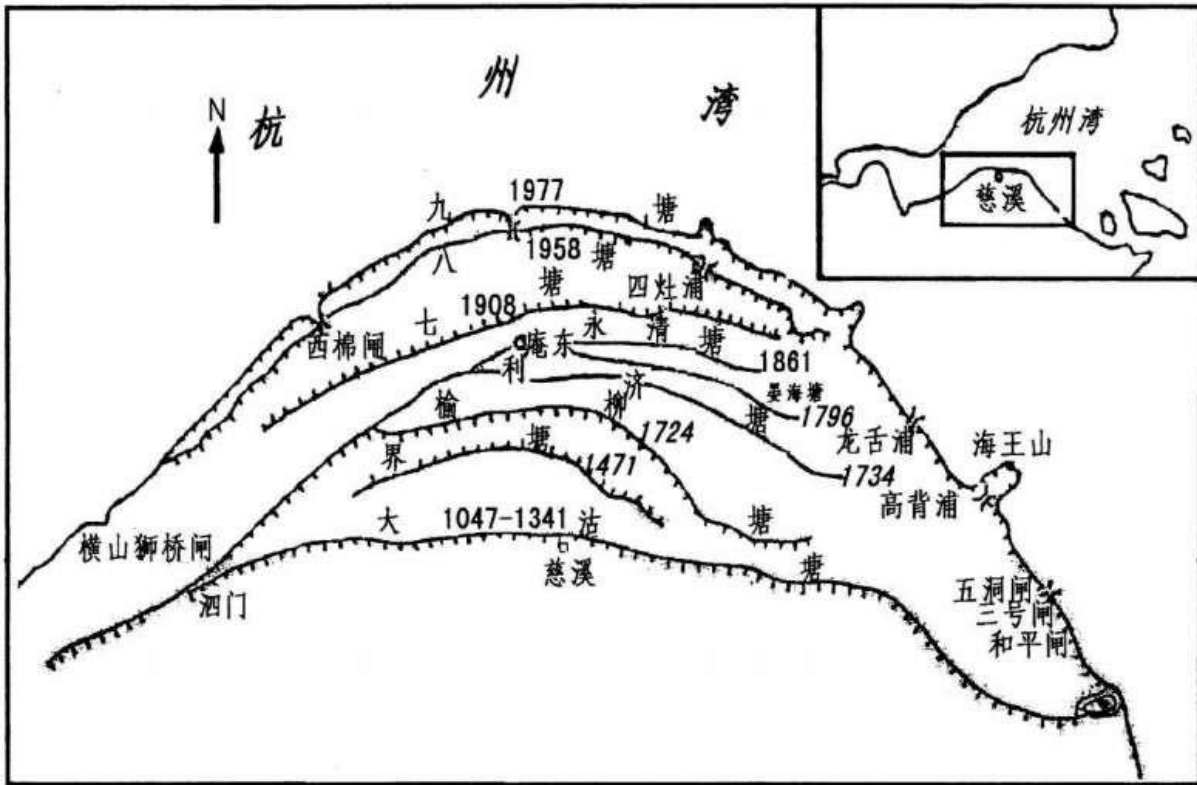 N
杭州湾
杭州湾
慈溪
九塘
1977
八塘
1958
四灶浦
七塘
1908
西棉闸
庵东
永清塘
1861
晏海塘
1796
利济塘
1734
榆柳塘
1724
界塘
1471
龙舌浦
海王山
高背浦
大沽塘
1047-1341
慈溪
横山狮桥闸
泗门
五洞闸
三号闸
和平闸